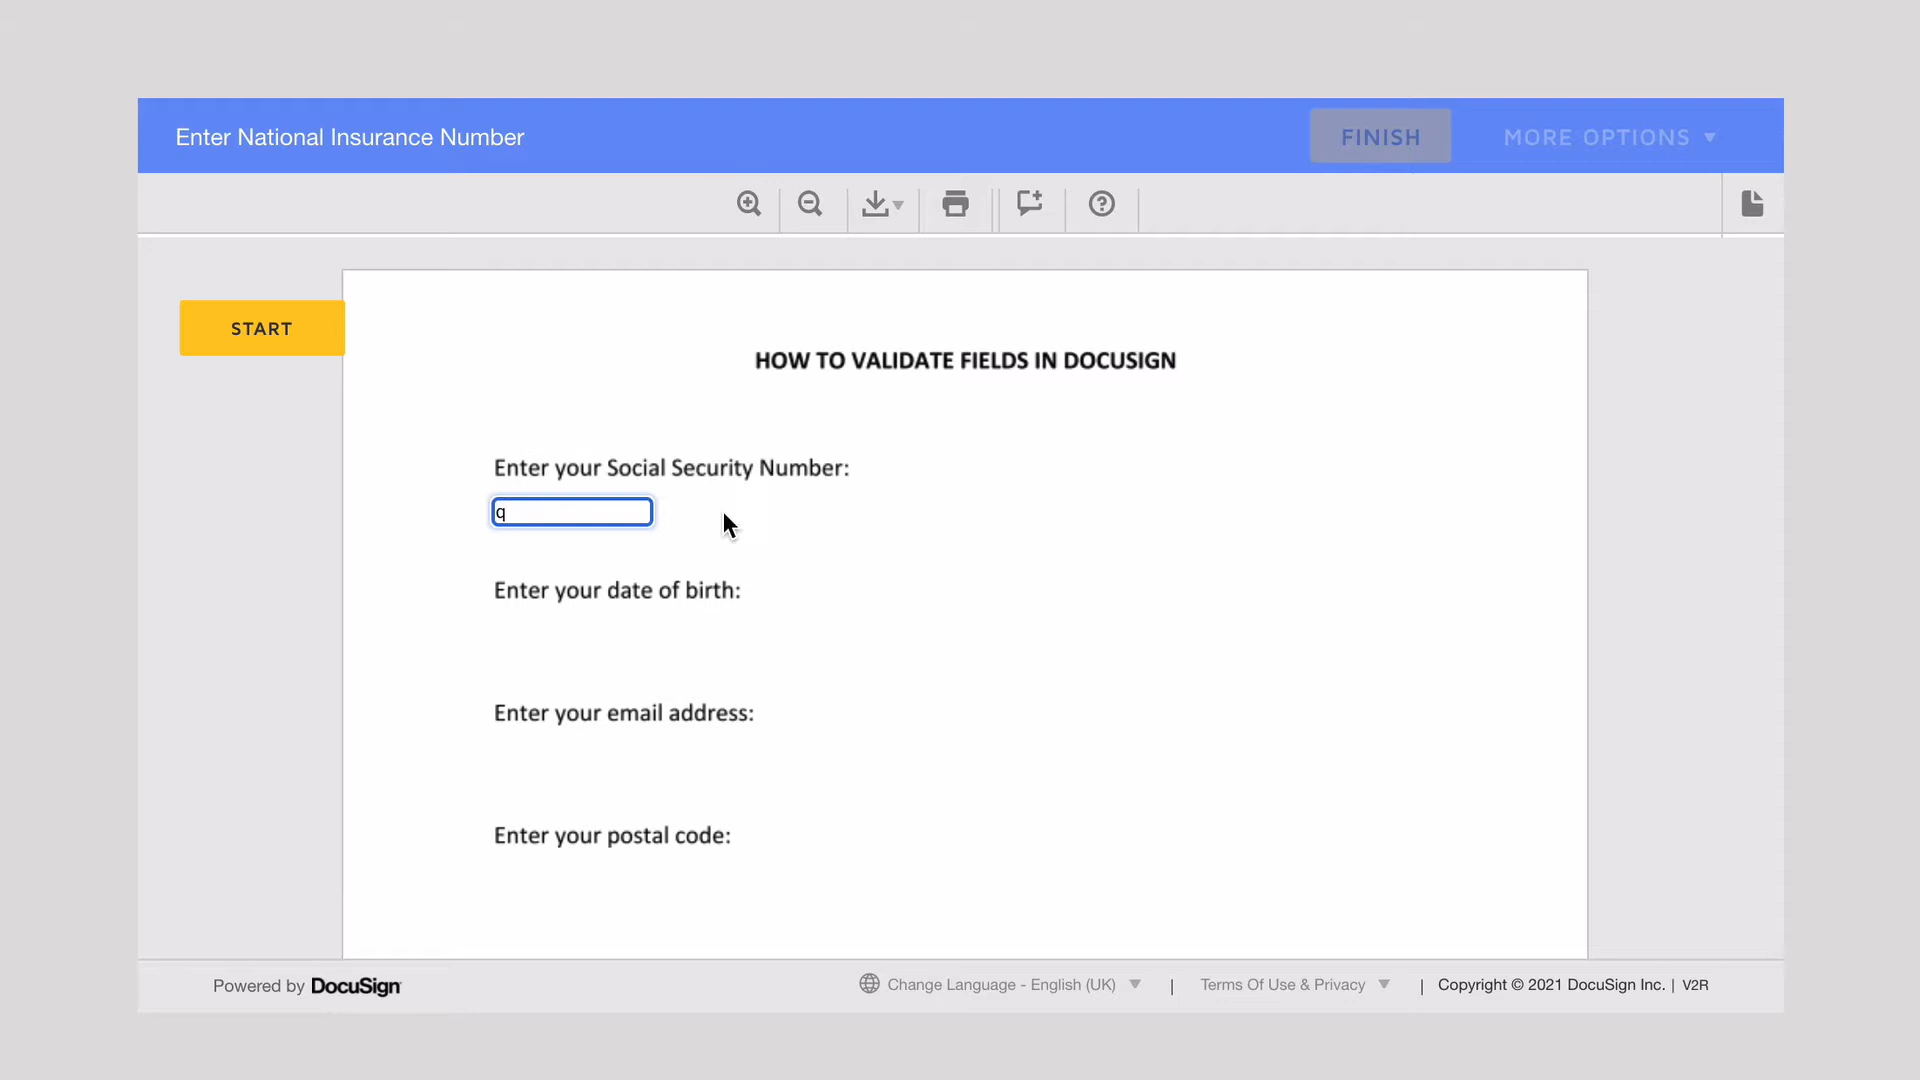 Enter National Insurance Number
FINISH
MORE OPTIONS
START
HOW TO VALIDATE FIELDS IN DOCUSIGN
Enter your Social Security Number:
q
Enter your date of birth:
Enter your email address:
Enter your postal code:
Powered by DocuSign
Change Language - English (UK) | Terms Of Use & Privacy | Copyright © 2021 DocuSign Inc. | V2R